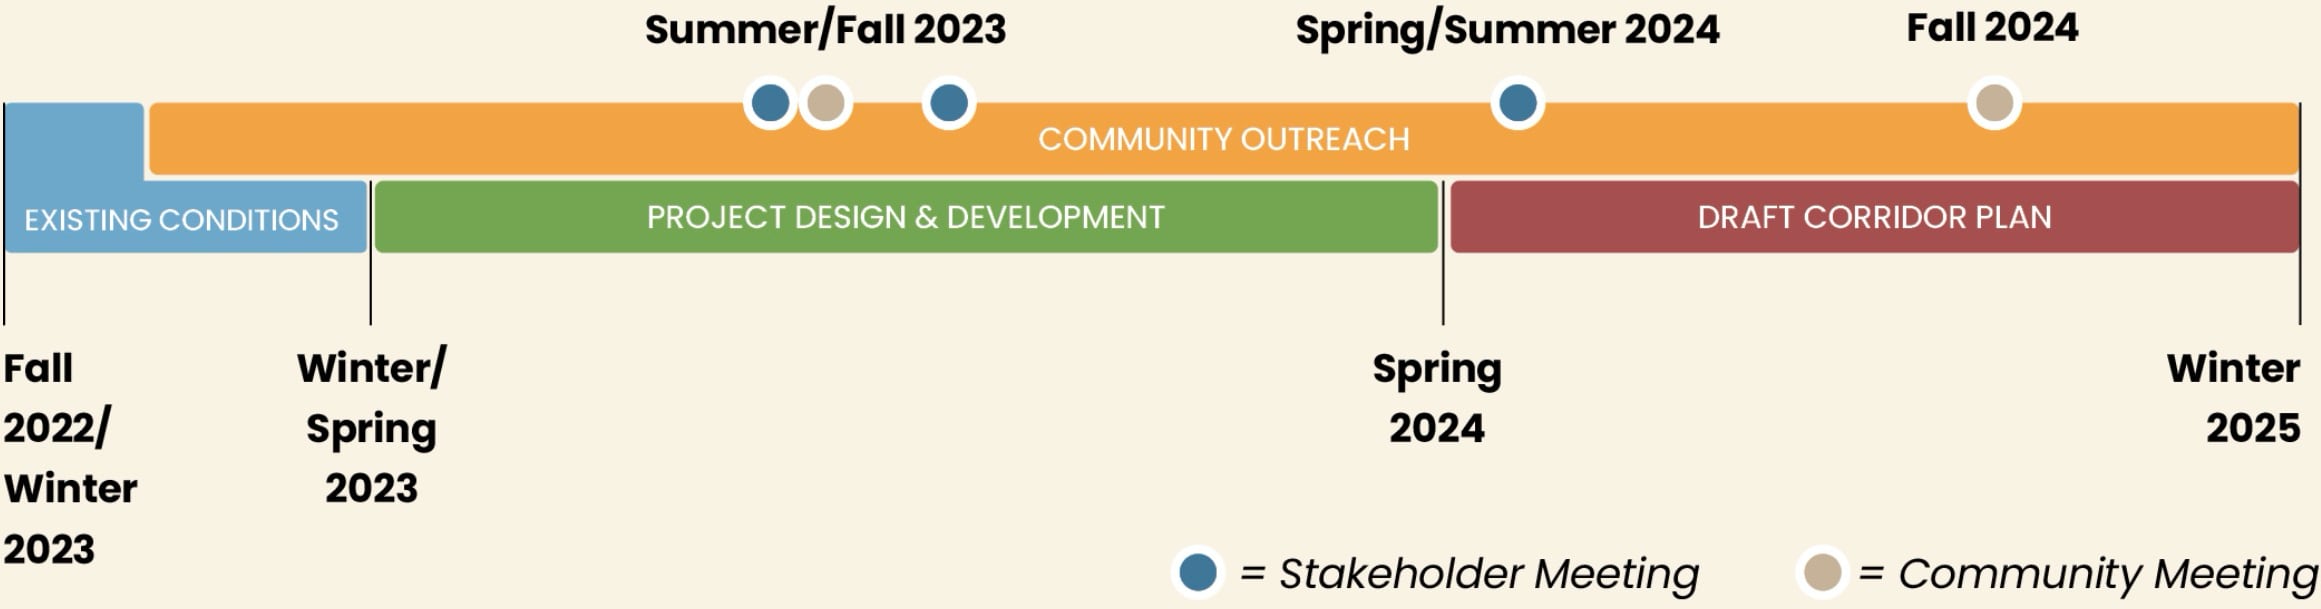 Summer/Fall 2023
Spring/Summer 2024
Fall 2024
COMMUNITY OUTREACH
EXISTING CONDITIONS
PROJECT DESIGN & DEVELOPMENT
DRAFT CORRIDOR PLAN
Fall
2022/
Winter
2023
Winter/
Spring
2023
Spring
2024
Winter
2025
= Stakeholder Meeting
= Community Meeting